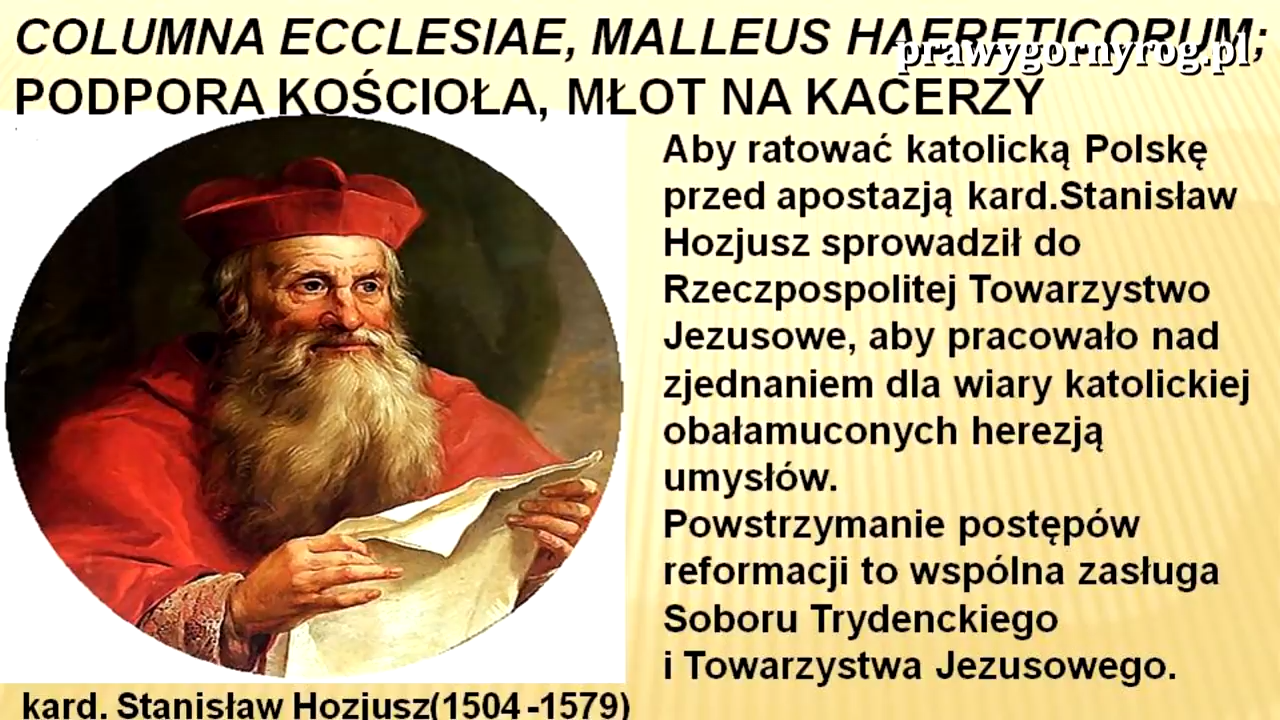 COLUMNA ECCLESIAE, MALLEUS HAERETICORUM;
prawygornyrog.pl
PODPORA KOŚCIOŁA, MŁOT NA KACERZY
Aby ratować katolicką Polskę
przed apostazją kard.Stanisław
Hozjusz sprowadził do
Rzeczpospolitej Towarzystwo
Jezusowe, aby pracowało nad
zjednaniem dla wiary katolickiej
obałamuconych herezją
umysłów.
Powstrzymanie postępów
reformacji to wspólna zasługa
Soboru Trydenckiego
i Towarzystwa Jezusowego.
kard. Stanisław Hozjusz(1504-1579)